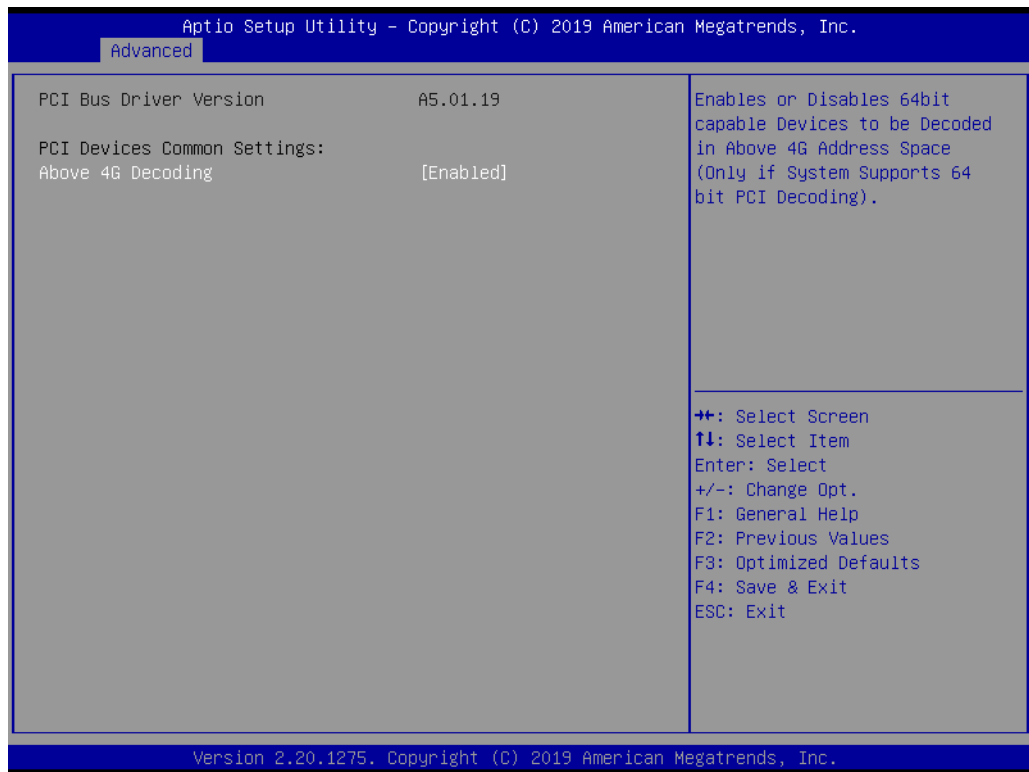 Aptio Setup Utility – Copyright (C) 2019 American Megatrends, Inc.
Advanced
PCI Bus Driver Version A5.01.19
PCI Devices Common Settings:
Above 4G Decoding [Enabled]
Enables or Disables 64bit
capable Devices to be Decoded
in Above 4G Address Space
(Only if System Supports 64
bit PCI Decoding).
→←: Select Screen
↑↓: Select Item
Enter: Select
+/-: Change Opt.
F1: General Help
F2: Previous Values
F3: Optimized Defaults
F4: Save & Exit
ESC: Exit
Version 2.20.1275. Copyright (C) 2019 American Megatrends, Inc.